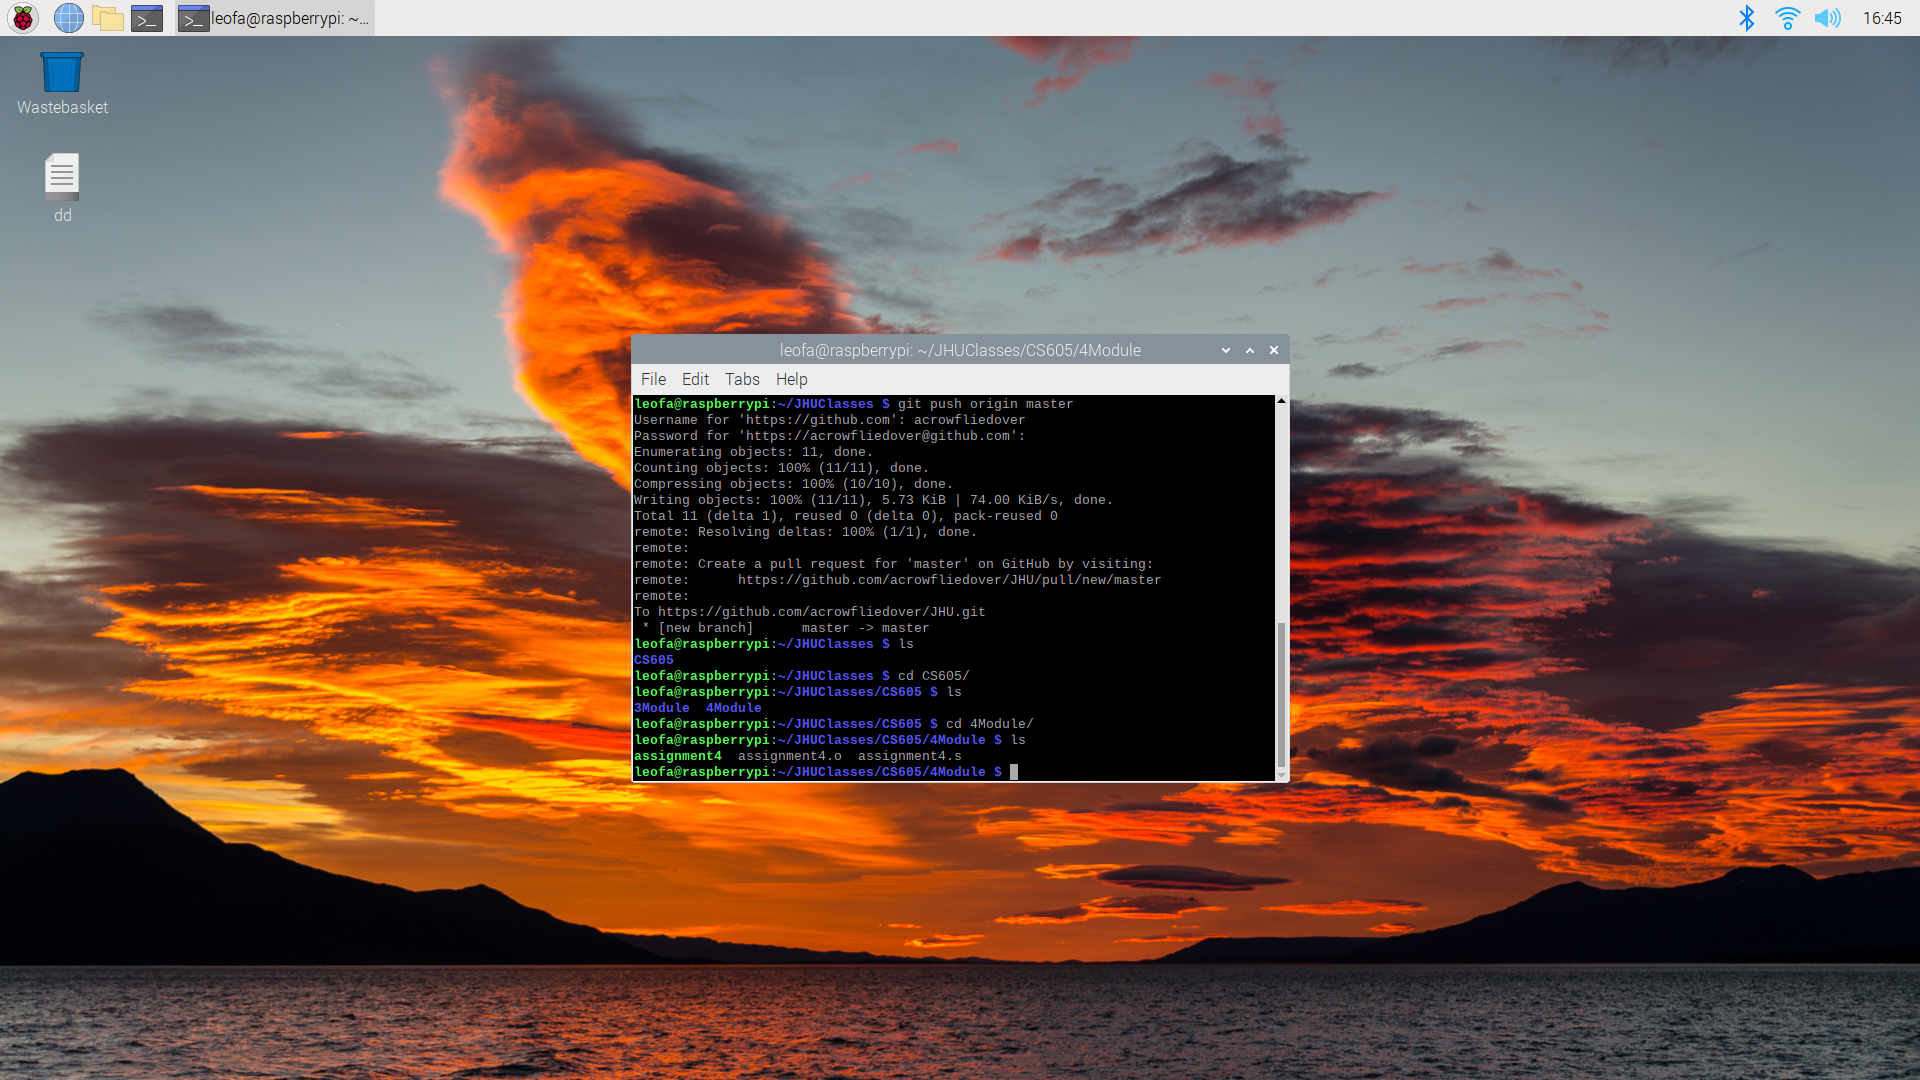 leofa@raspberrypi: ~...
16:45
Wastebasket
dd
leofa@raspberrypi: ~/JHUClasses/CS605/4Module
File Edit Tabs Help
leofa@raspberrypi:~/JHUClasses $ git push origin master
Username for 'https://github.com': acrowfliedover
Password for 'https://acrowfliedover@github.com':
Enumerating objects: 11, done.
Counting objects: 100% (11/11), done.
Compressing objects: 100% (10/10), done.
Writing objects: 100% (11/11), 5.73 KiB | 74.00 KiB/s, done.
Total 11 (delta 1), reused 0 (delta 0), pack-reused 0
remote: Resolving deltas: 100% (1/1), done.
remote:
remote: Create a pull request for 'master' on GitHub by visiting:
remote:      https://github.com/acrowfliedover/JHU/pull/new/master
remote:
To https://github.com/acrowfliedover/JHU.git
 * [new branch]      master -> master
leofa@raspberrypi:~/JHUClasses $ ls
CS605
leofa@raspberrypi:~/JHUClasses $ cd CS605/
leofa@raspberrypi:~/JHUClasses/CS605 $ ls
3Module  4Module
leofa@raspberrypi:~/JHUClasses/CS605 $ cd 4Module/
leofa@raspberrypi:~/JHUClasses/CS605/4Module $ ls
assignment4  assignment4.o  assignment4.s
leofa@raspberrypi:~/JHUClasses/CS605/4Module $